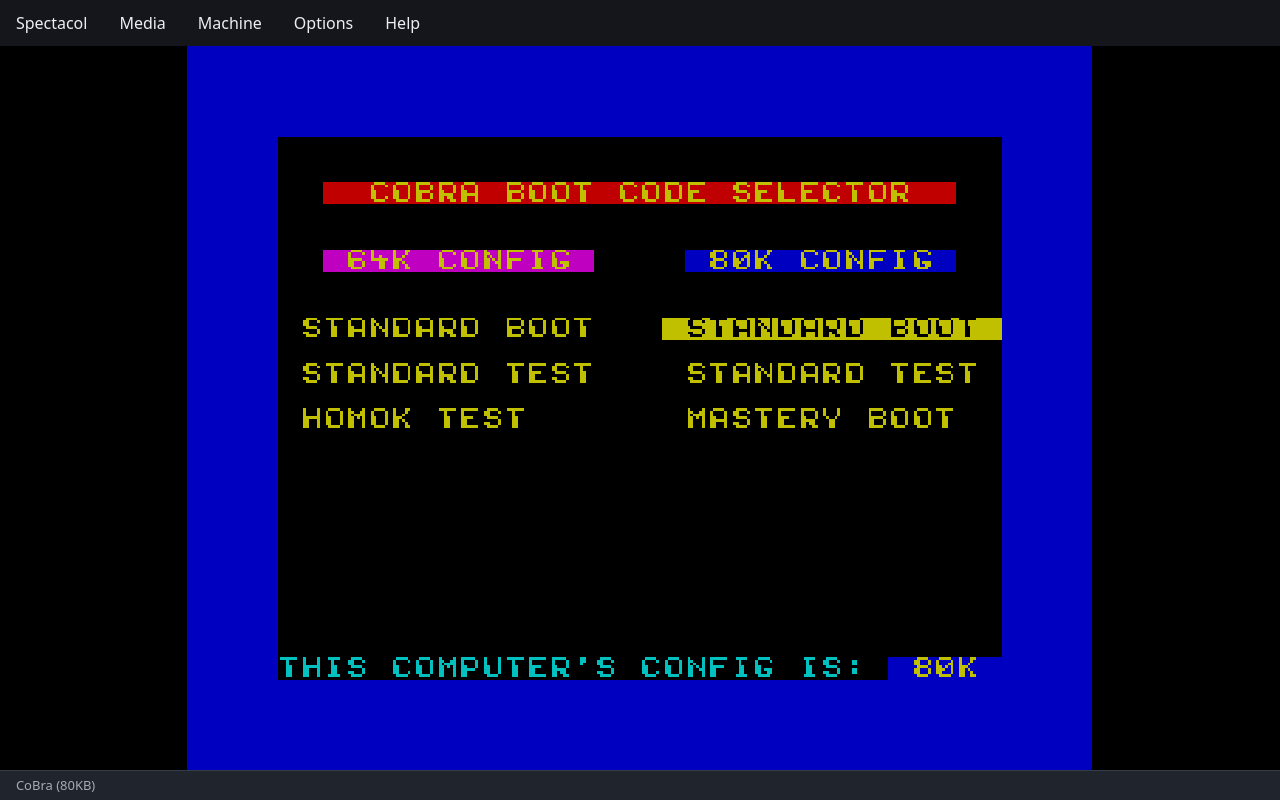 Spectacol Media Machine Options Help
COBRA BOOT CODE SELECTOR
64K CONFIG 80K CONFIG
STANDARD BOOT STANDARD BOOT
STANDARD TEST STANDARD TEST
HOMOK TEST MASTERY BOOT
THIS COMPUTER'S CONFIG IS: 80K
CoBra (80KB)